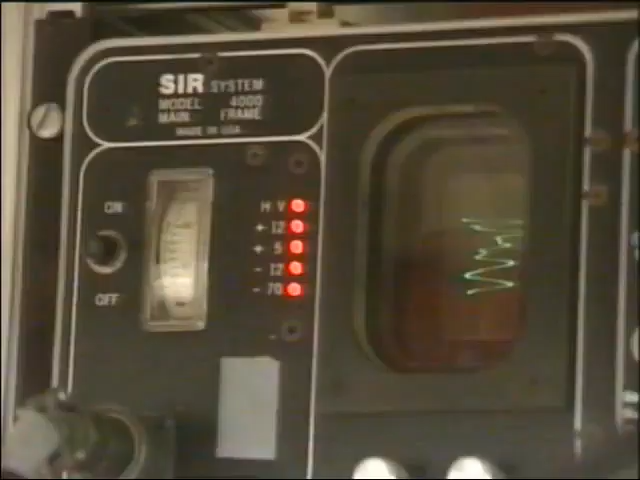 SIR SYSTEM
MODEL 4000
MAIN FRAME
MADE IN USA
ON
OFF
H V
+ 12
+ 5
- 12
- 70